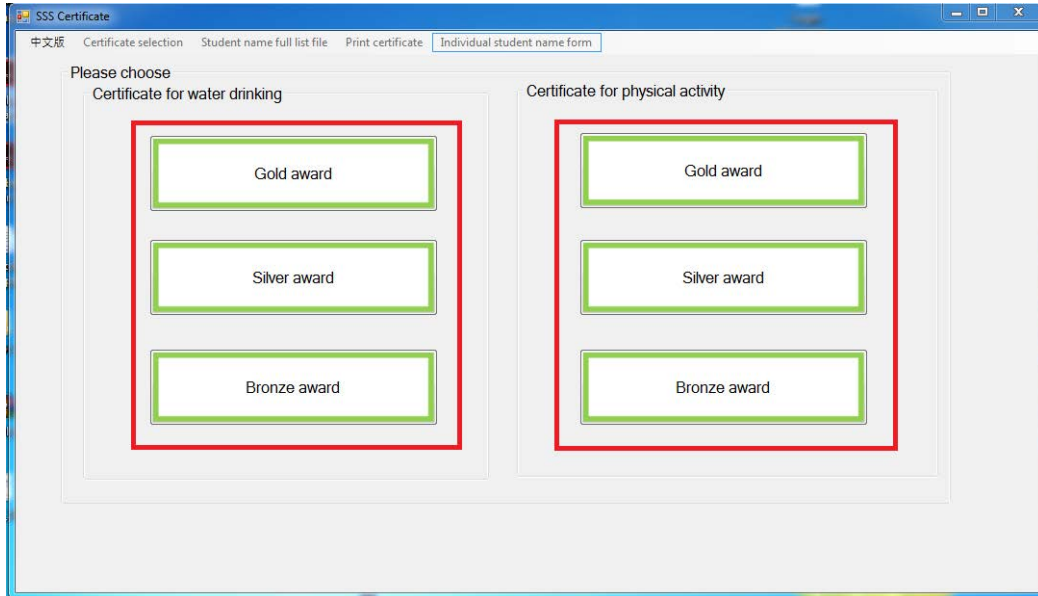 SSS Certificate
中文版 Certificate selection Student name full list file Print certificate Individual student name form
Please choose
Certificate for water drinking
Gold award
Silver award
Bronze award
Certificate for physical activity
Gold award
Silver award
Bronze award